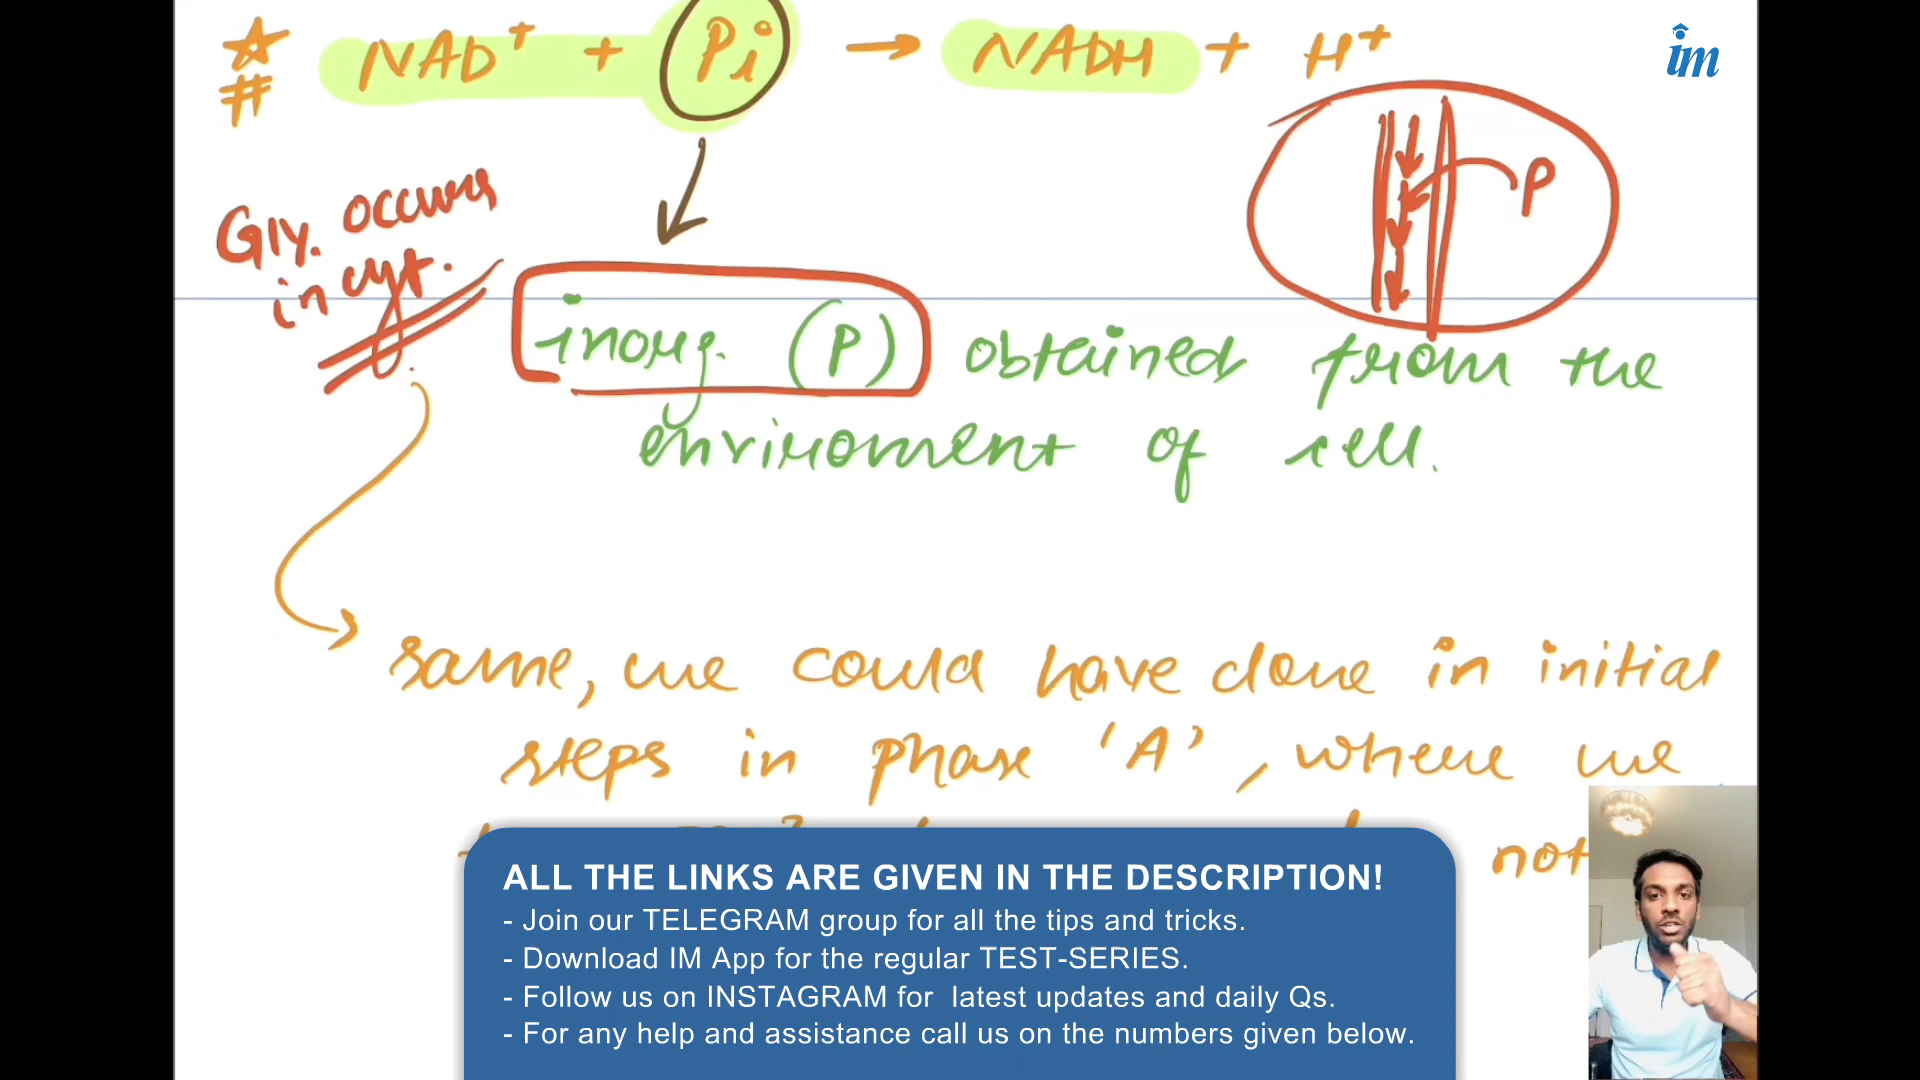 NAD+ + Pi → NADH + H+
im
#
P
Gly. occurs
in cyt.
inorg. (P) obtained from the
enviroment of cell.
same, we could have done in initial
steps in phase 'A', where we
not
ALL THE LINKS ARE GIVEN IN THE DESCRIPTION!
- Join our TELEGRAM group for all the tips and tricks.
- Download IM App for the regular TEST-SERIES.
- Follow us on INSTAGRAM for latest updates and daily Qs.
- For any help and assistance call us on the numbers given below.